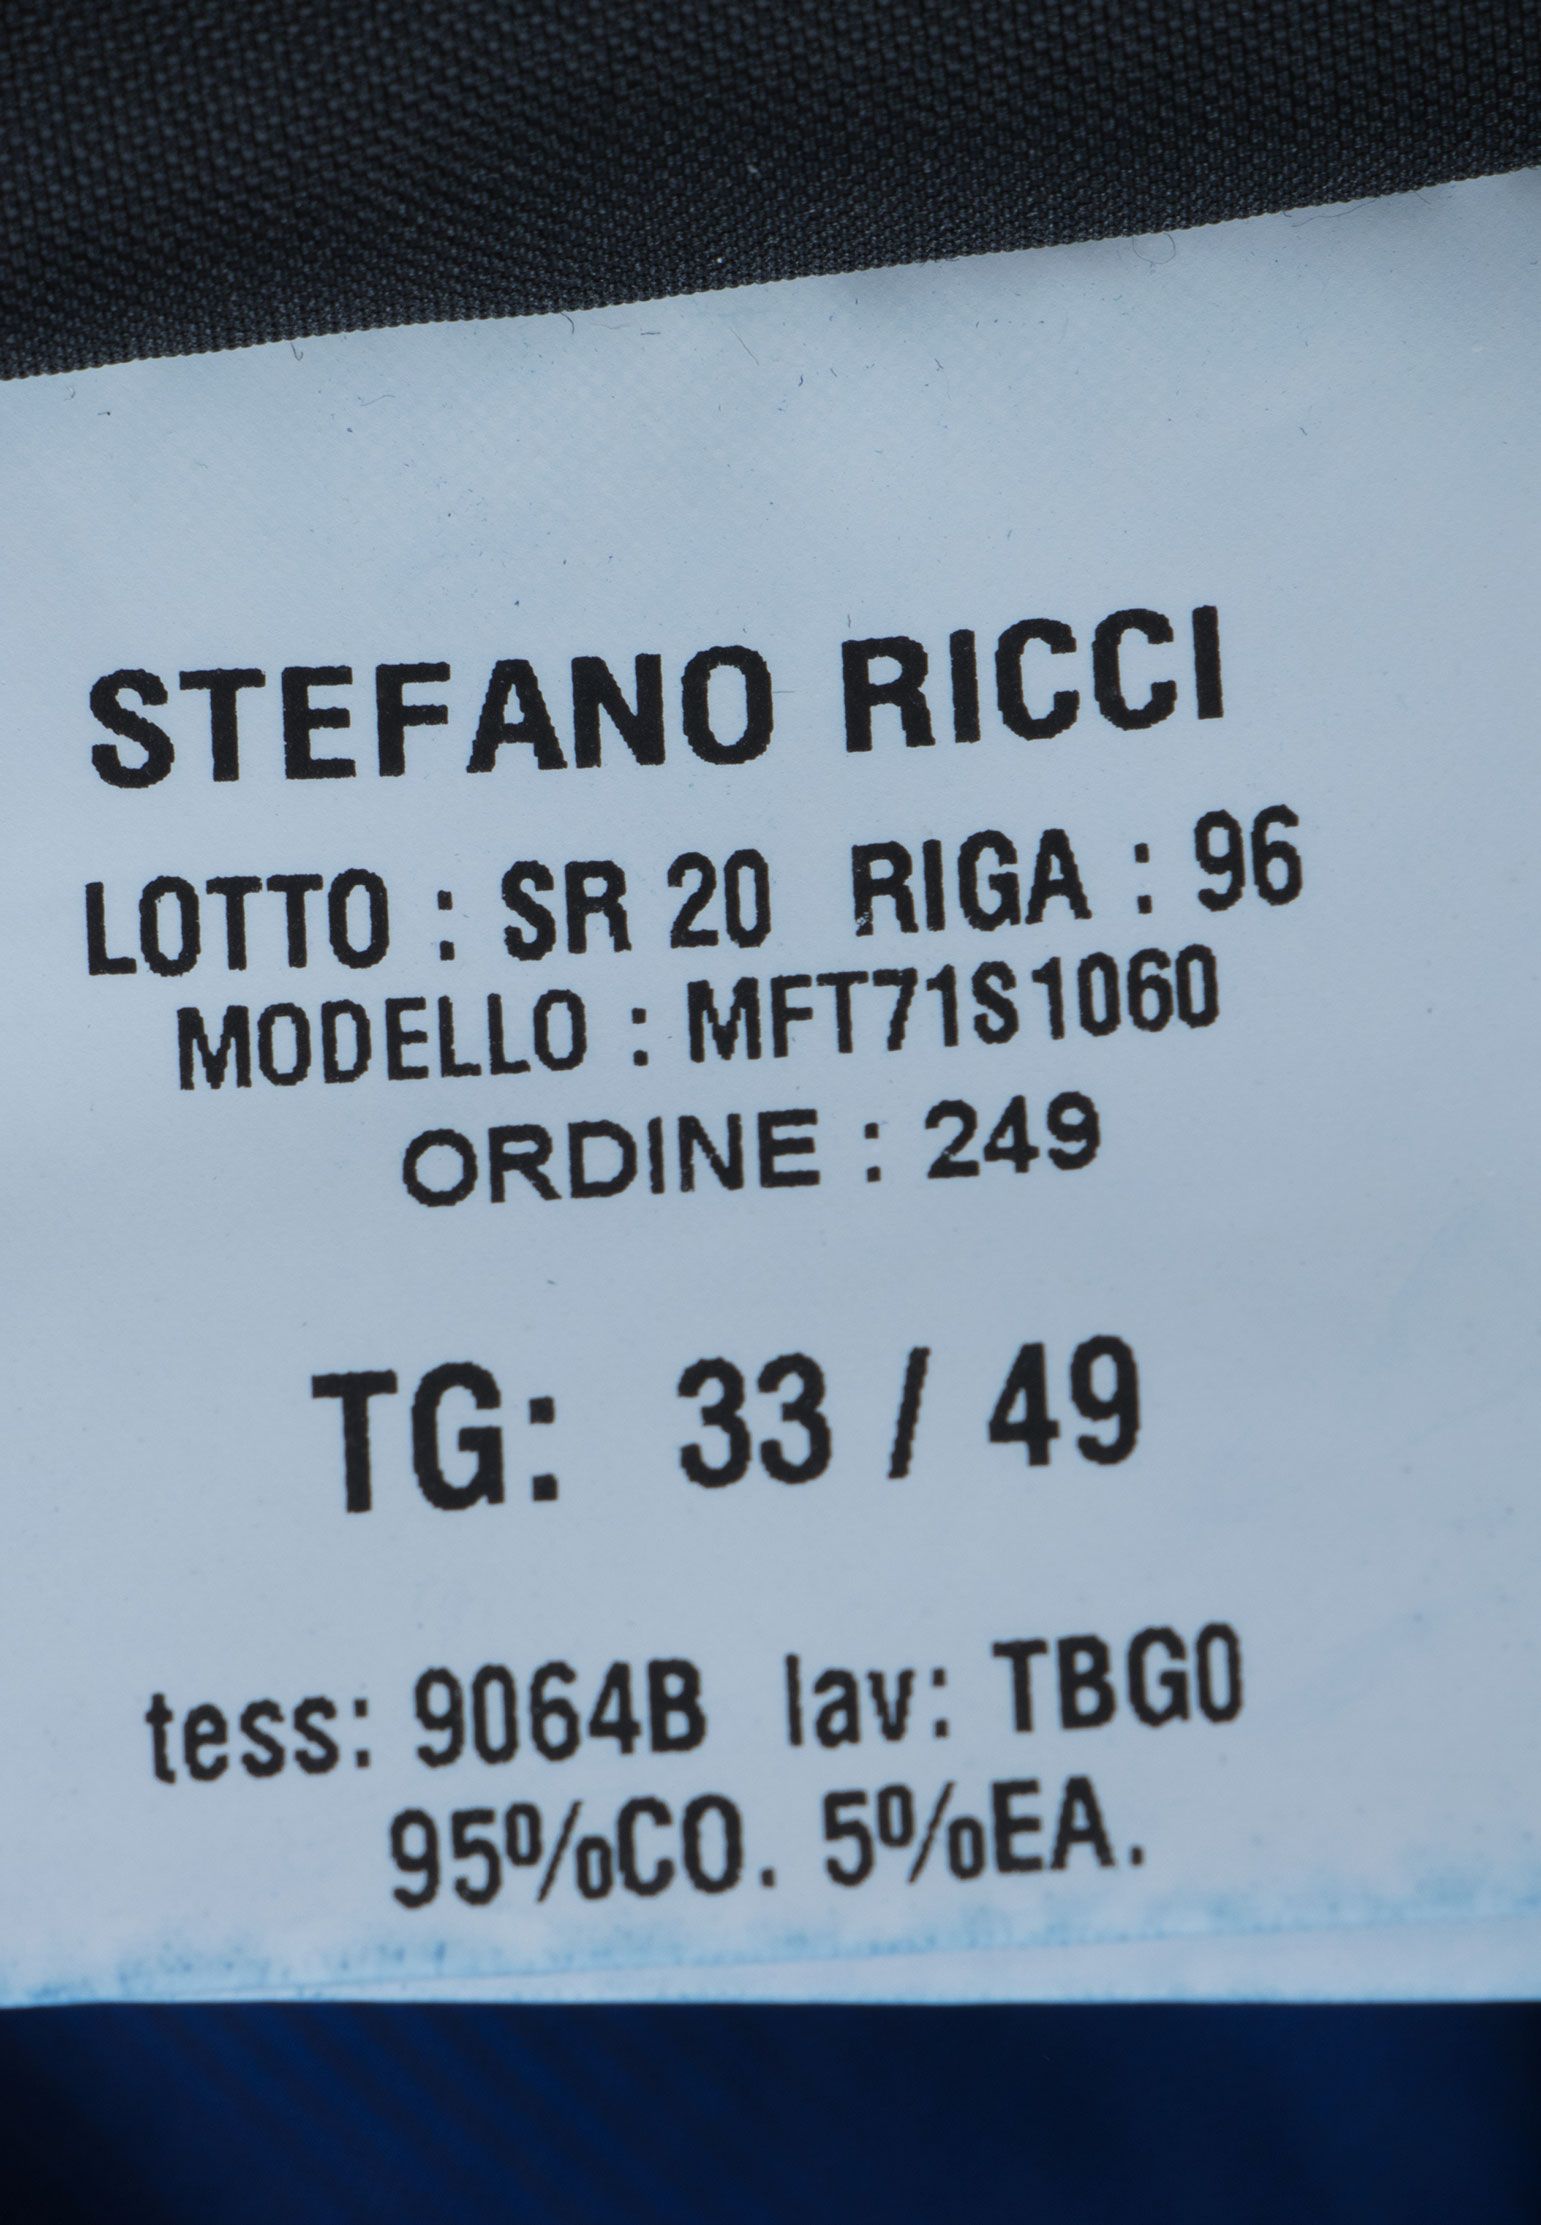 STEFANO RICCI
LOTTO : SR 20 RIGA : 96
MODELLO : MFT71S1060
ORDINE : 249
TG: 33 / 49
tess: 9064B lav: TBG0
95%CO. 5%EA.